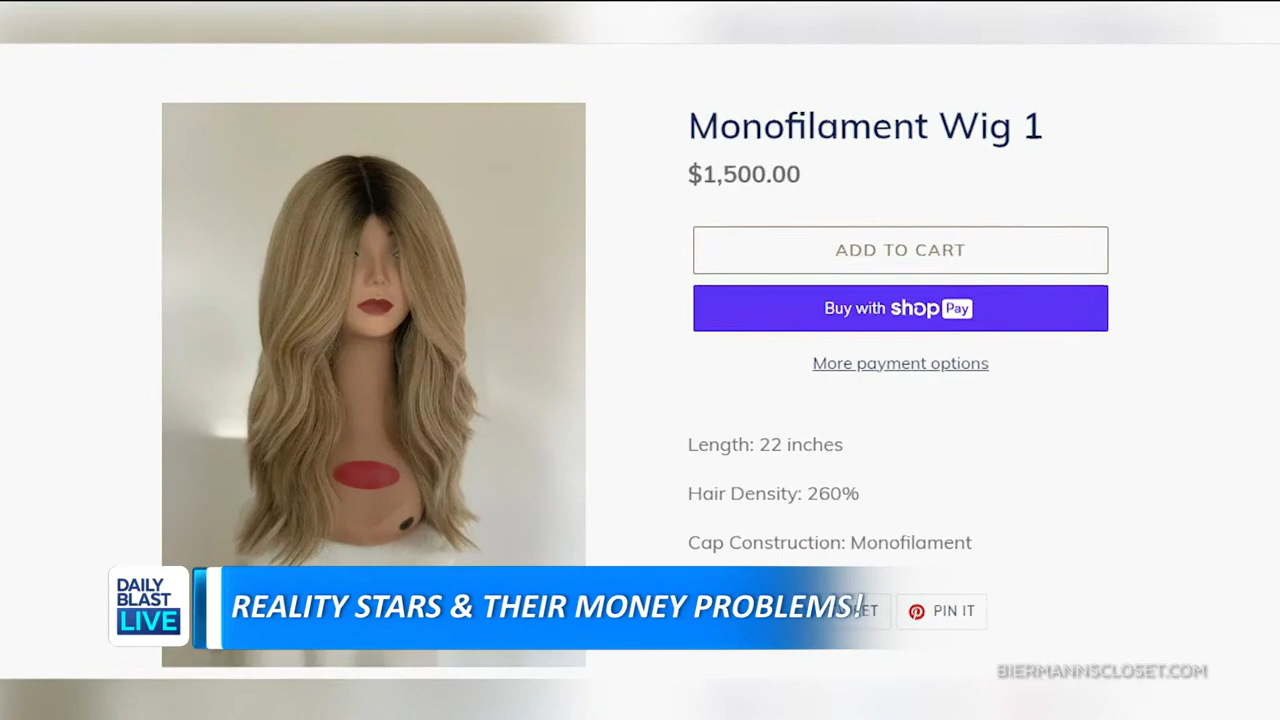 Monofilament Wig 1
$1,500.00
ADD TO CART
Buy with shop Pay
More payment options
Length: 22 inches
Hair Density: 260%
Cap Construction: Monofilament
DAILY
BLAST
LIVE
REALITY STARS & THEIR MONEY PROBLEMS!
PIN IT
BIERMANNSCLOSET.COM